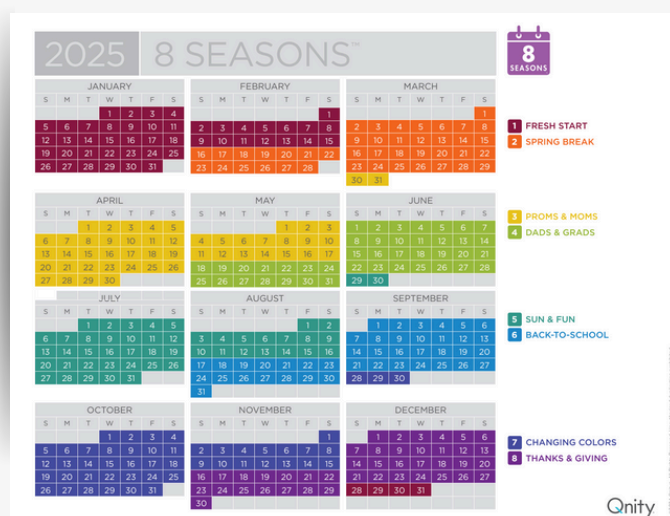 2025 8 SEASONS™
8
SEASONS
JANUARY FEBRUARY MARCH
S M T W T F S S M T W T F S S M T W T F S
1 2 3 4 1 1
5 6 7 8 9 10 11 2 3 4 5 6 7 8 2 3 4 5 6 7 8
12 13 14 15 16 17 18 9 10 11 12 13 14 15 9 10 11 12 13 14 15
19 20 21 22 23 24 25 16 17 18 19 20 21 22 16 17 18 19 20 21 22
26 27 28 29 30 31 23 24 25 26 27 28 23 24 25 26 27 28 29
30 31
1 FRESH START
2 SPRING BREAK
APRIL MAY JUNE
S M T W T F S S M T W T F S S M T W T F S
1 2 3 4 5 1 2 3 1 2 3 4 5 6 7
6 7 8 9 10 11 12 4 5 6 7 8 9 10 8 9 10 11 12 13 14
13 14 15 16 17 18 19 11 12 13 14 15 16 17 15 16 17 18 19 20 21
20 21 22 23 24 25 26 18 19 20 21 22 23 24 22 23 24 25 26 27 28
27 28 29 30 25 26 27 28 29 30 31 29 30
3 PROMS & MOMS
4 DADS & GRADS
JULY AUGUST SEPTEMBER
S M T W T F S S M T W T F S S M T W T F S
1 2 3 4 5 1 2 1 2 3 4 5 6
6 7 8 9 10 11 12 3 4 5 6 7 8 9 7 8 9 10 11 12 13
13 14 15 16 17 18 19 10 11 12 13 14 15 16 14 15 16 17 18 19 20
20 21 22 23 24 25 26 17 18 19 20 21 22 23 21 22 23 24 25 26 27
27 28 29 30 31 24 25 26 27 28 29 30 28 29 30
31
5 SUN & FUN
6 BACK-TO-SCHOOL
OCTOBER NOVEMBER DECEMBER
S M T W T F S S M T W T F S S M T W T F S
1 2 3 4 1 1 2 3 4 5 6
5 6 7 8 9 10 11 2 3 4 5 6 7 8 7 8 9 10 11 12 13
12 13 14 15 16 17 18 9 10 11 12 13 14 15 14 15 16 17 18 19 20
19 20 21 22 23 24 25 16 17 18 19 20 21 22 21 22 23 24 25 26 27
26 27 28 29 30 31 23 24 25 26 27 28 29 28 29 30 31
30
7 CHANGING COLORS
8 THANKS & GIVING
Qnity